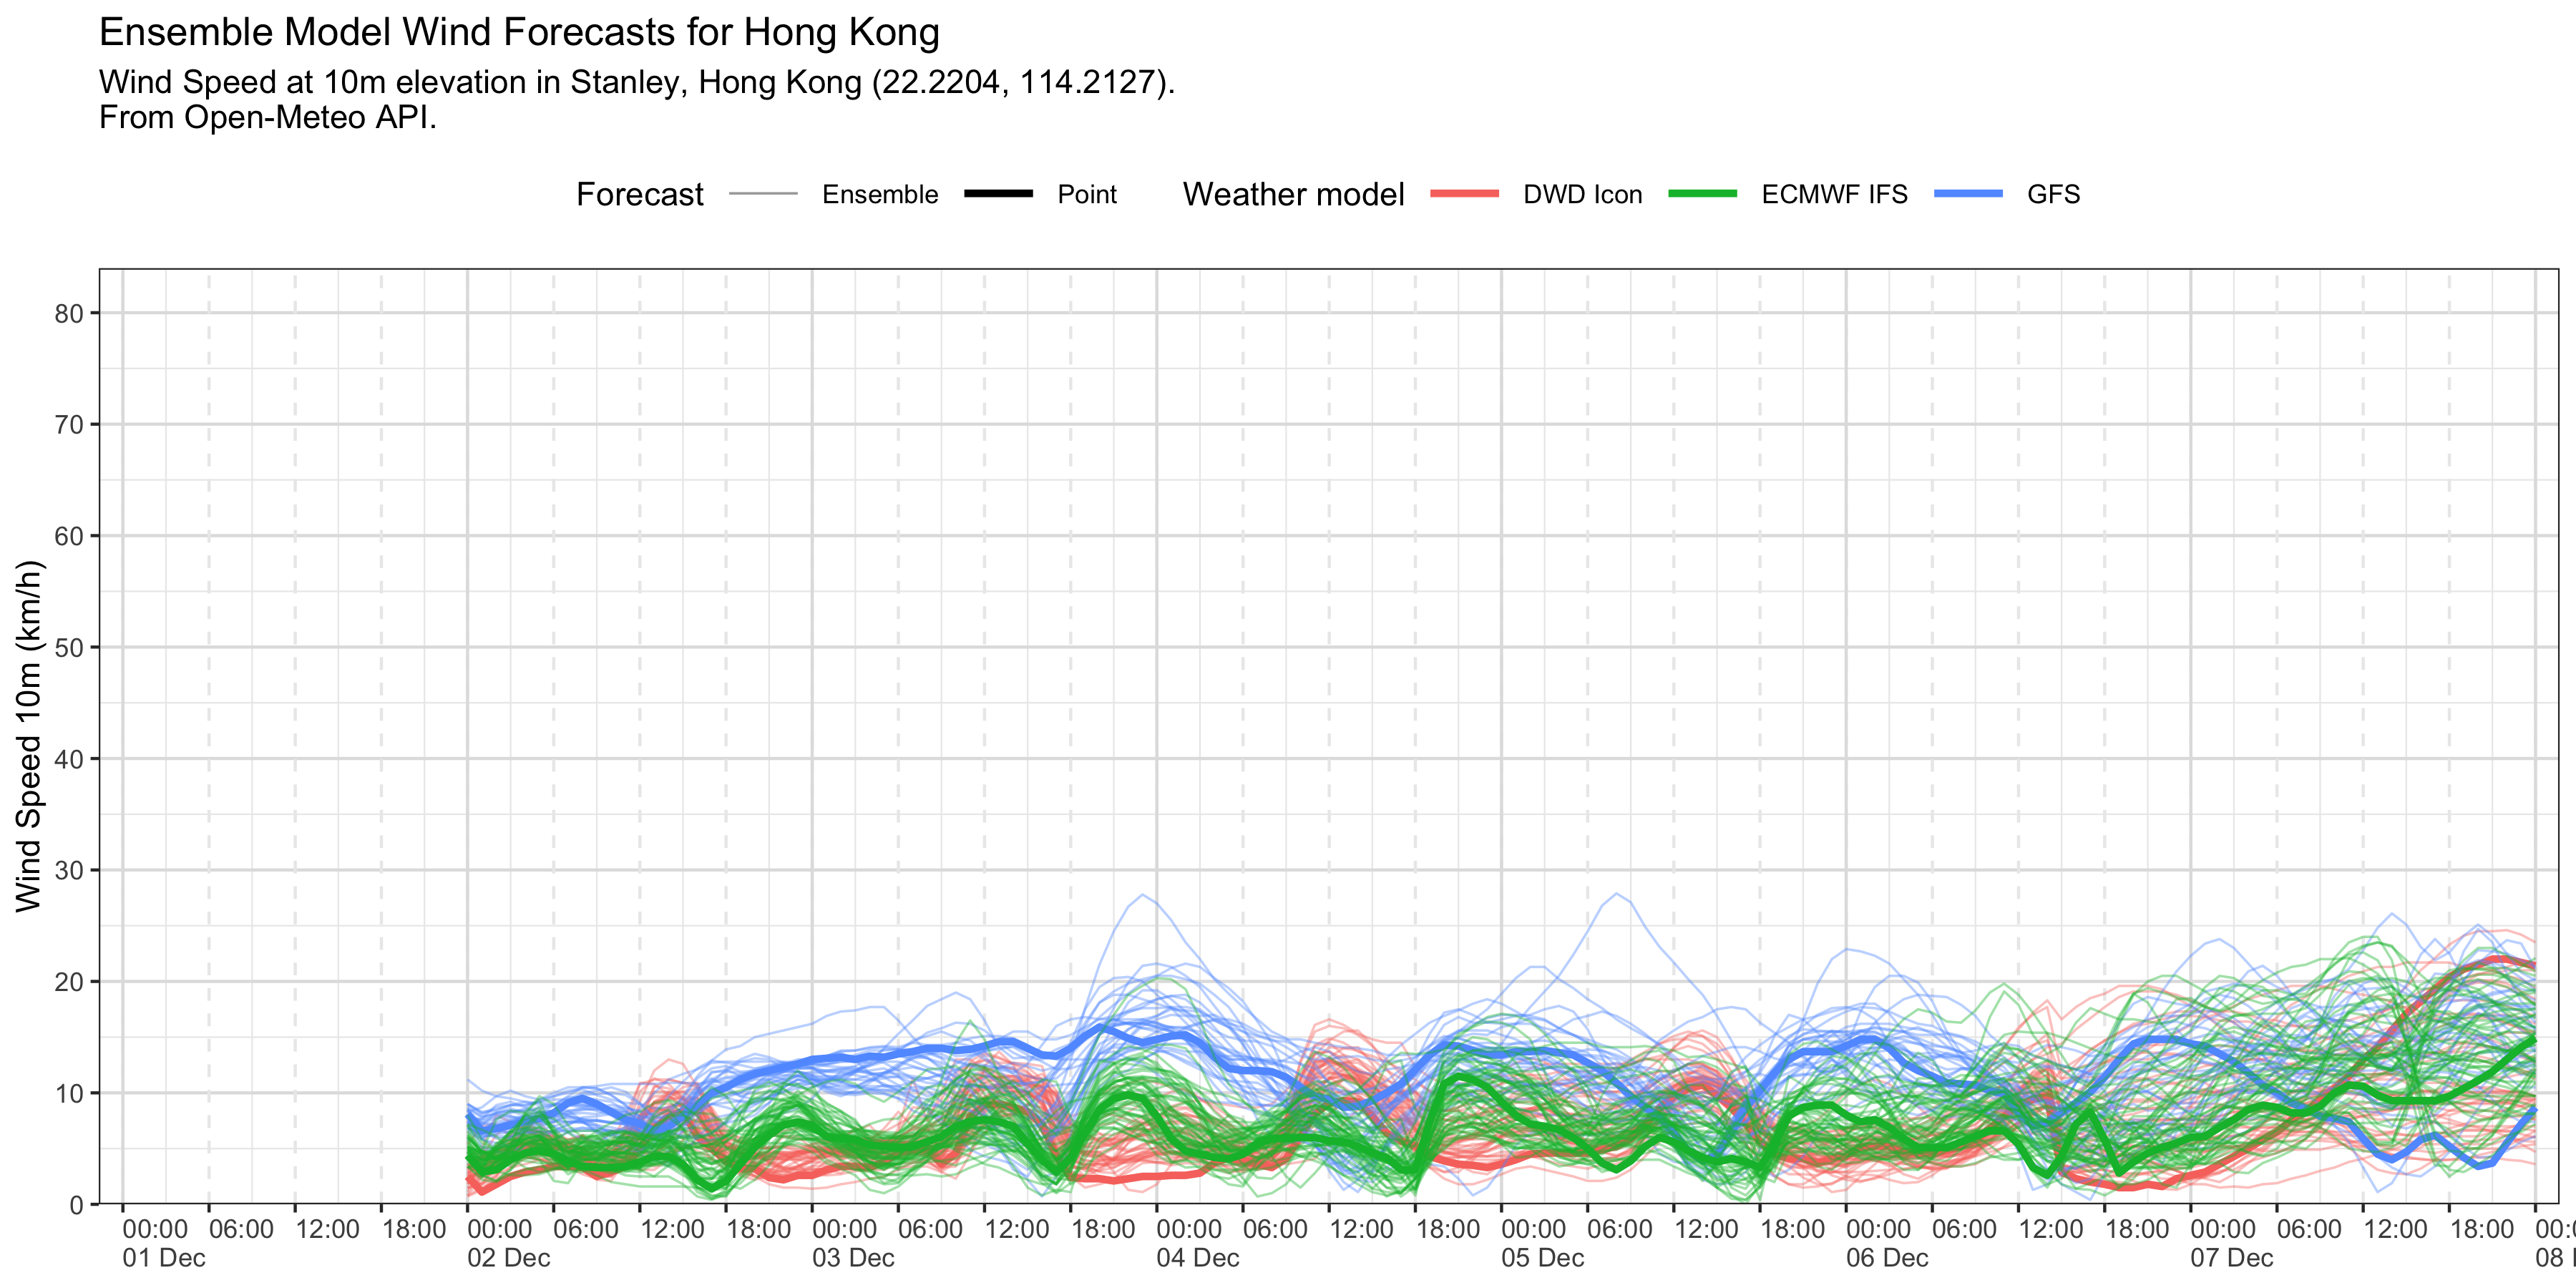 Ensemble Model Wind Forecasts for Hong Kong
Wind Speed at 10m elevation in Stanley, Hong Kong (22.2204, 114.2127).
From Open-Meteo API.
Forecast Ensemble Point Weather model DWD Icon ECMWF IFS GFS
Wind Speed 10m (km/h)
80
70
60
50
40
30
20
10
0
00:00 06:00 12:00 18:00 00:00 06:00 12:00 18:00 00:00 06:00 12:00 18:00 00:00 06:00 12:00 18:00 00:00 06:00 12:00 18:00 00:00 06:00 12:00 18:00 00:00 06:00 12:00 18:00
01 Dec 02 Dec 03 Dec 04 Dec 05 Dec 06 Dec 07 Dec 08